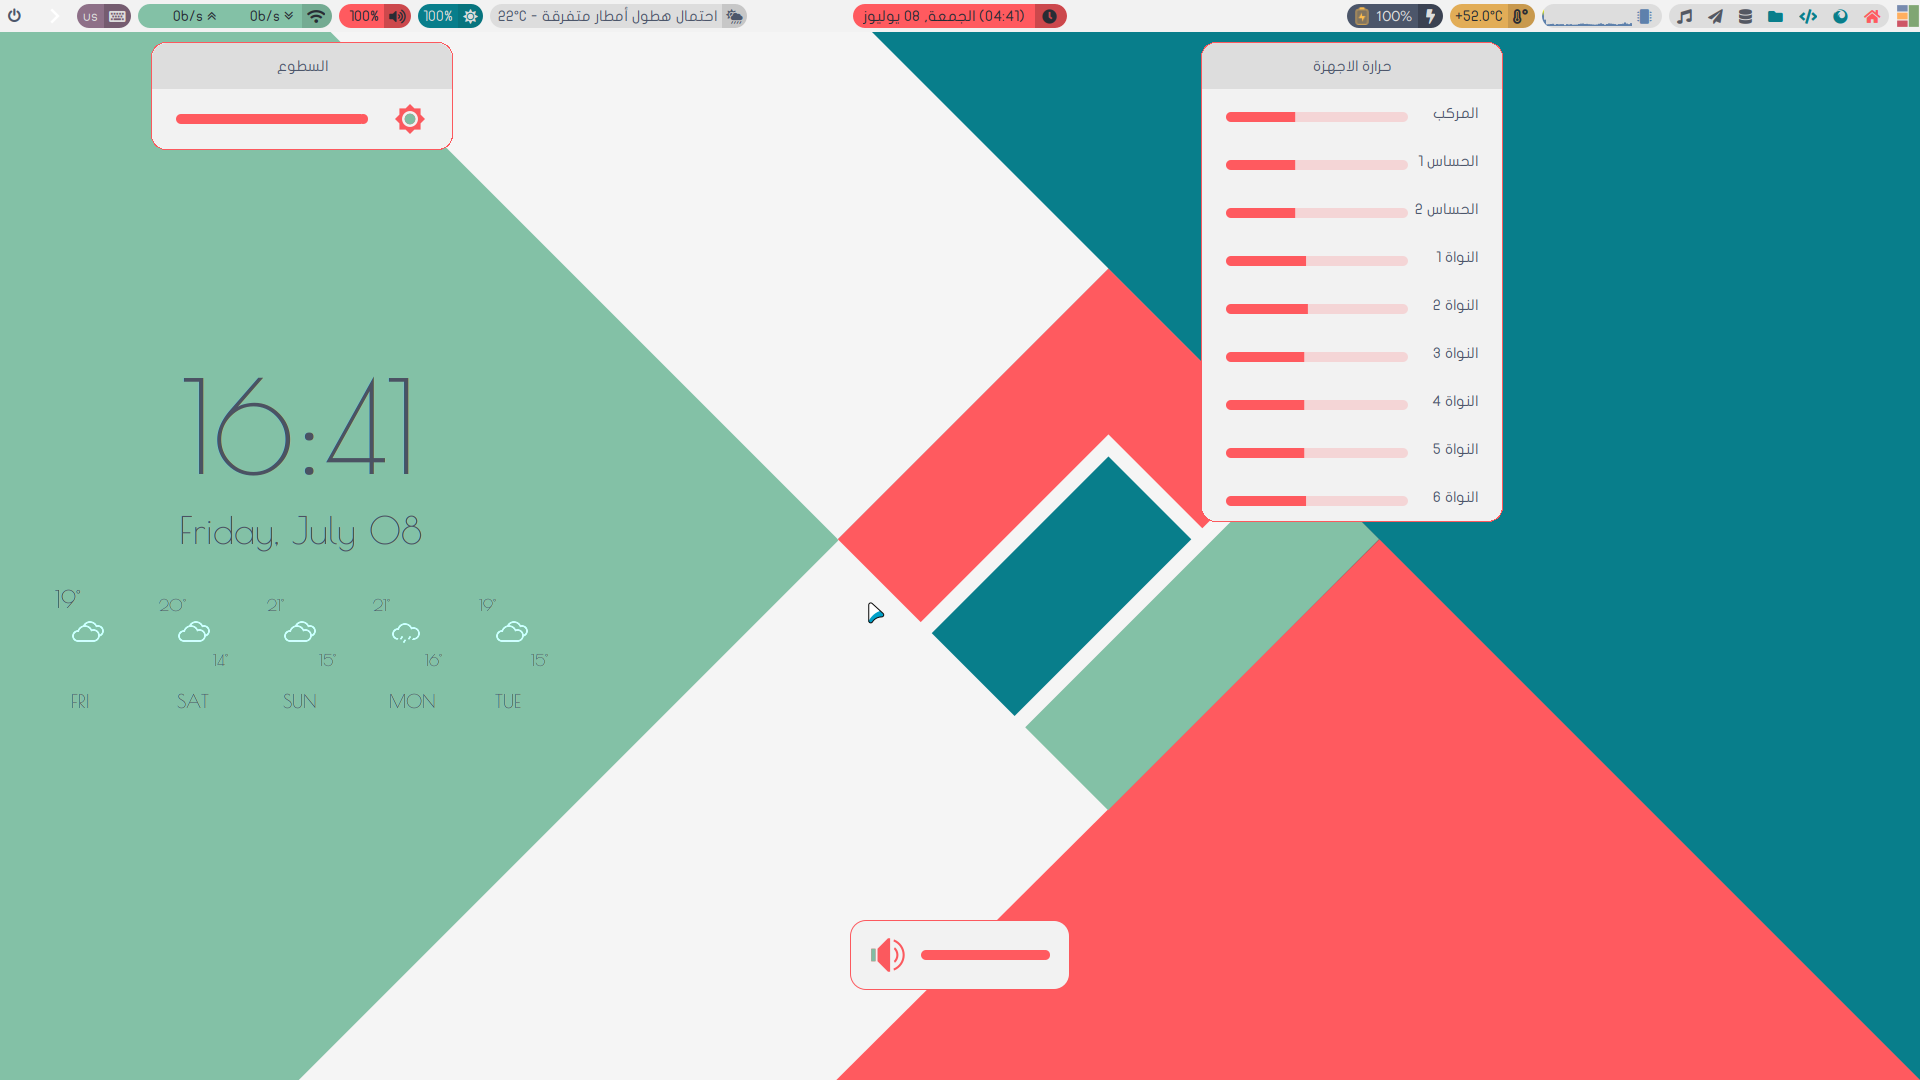 us
0b/s 0b/s
100%
100%
احتمال هطول أمطار متفرقة - 22°C
(04:41) الجمعة, 08 يوليوز
100%
+52.0°C
السطوع
حرارة الاجهزة
المركب
الحساس 1
الحساس 2
النواة 1
النواة 2
النواة 3
النواة 4
النواة 5
النواة 6
16:41
Friday, July 08
19° 20° 21° 21° 19°
14° 15° 16° 15°
FRI SAT SUN MON TUE